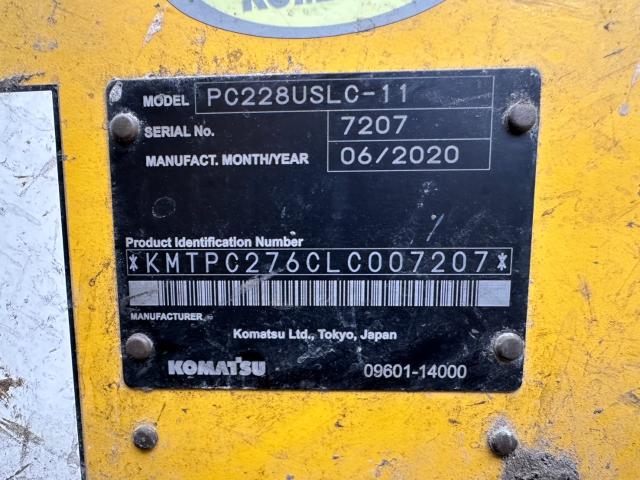 KOMATSU
MODEL PC228USLC-11
SERIAL No. 7207
MANUFACT. MONTH/YEAR 06/2020
Product Identification Number
*KMTPC276CLC007207*
MANUFACTURER
Komatsu Ltd., Tokyo, Japan
KOMATSU 09601-14000